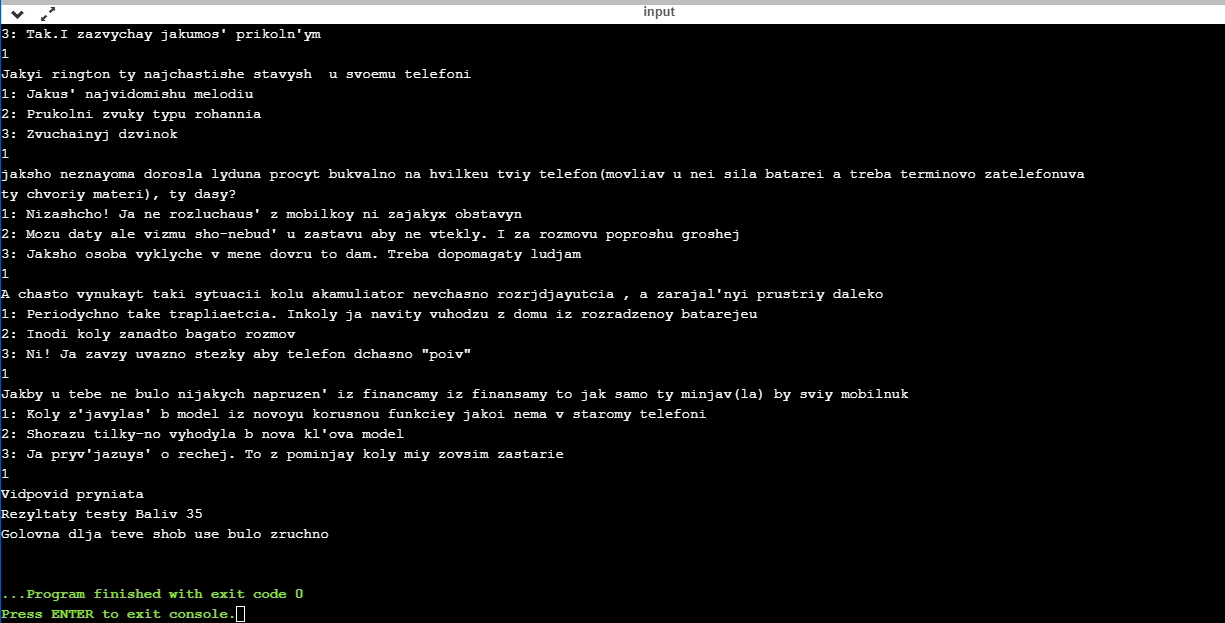 input
3: Tak.I zazvychay jakumos' prikoln'ym
1
Jakyi rington ty najchastishe stavysh  u svoemu telefoni
1: Jakus' najvidomishu melodiu
2: Prukolni zvuky typu rohannia
3: Zvuchainyj dzvinok
1
jaksho neznayoma dorosla lyduna procyt bukvalno na hvilkeu tviy telefon(movliav u nei sila batarei a treba terminovo zatelefonuva
ty chvoriy materi), ty dasy?
1: Nizashcho! Ja ne rozluchaus' z mobilkoy ni zajakyx obstavyn
2: Mozu daty ale vizmu sho-nebud' u zastavu aby ne vtekly. I za rozmovu poproshu groshej
3: Jaksho osoba vyklyche v mene dovru to dam. Treba dopomagaty ludjam
1
A chasto vynukayt taki sytuacii kolu akamuliator nevchasno rozrjdjayutcia , a zarajal'nyi prustriy daleko
1: Periodychno take trapliaetcia. Inkoly ja navity vuhodzu z domu iz rozradzenoy batarejeu
2: Inodi koly zanadto bagato rozmov
3: Ni! Ja zavzy uvazno stezky aby telefon dchasno "poiv"
1
Jakby u tebe ne bulo nijakych napruzen' iz financamy iz finansamy to jak samo ty minjav(la) by sviy mobilnuk
1: Koly z'javylas' b model iz novoyu korusnou funkciey jakoi nema v staromy telefoni
2: Shorazu tilky-no vyhodyla b nova kl'ova model
3: Ja pryv'jazuys' o rechej. To z pominjay koly miy zovsim zastarie
1
Vidpovid pryniata
Rezyltaty testy Baliv 35
Golovna dlja teve shob use bulo zruchno
...Program finished with exit code 0
Press ENTER to exit console.